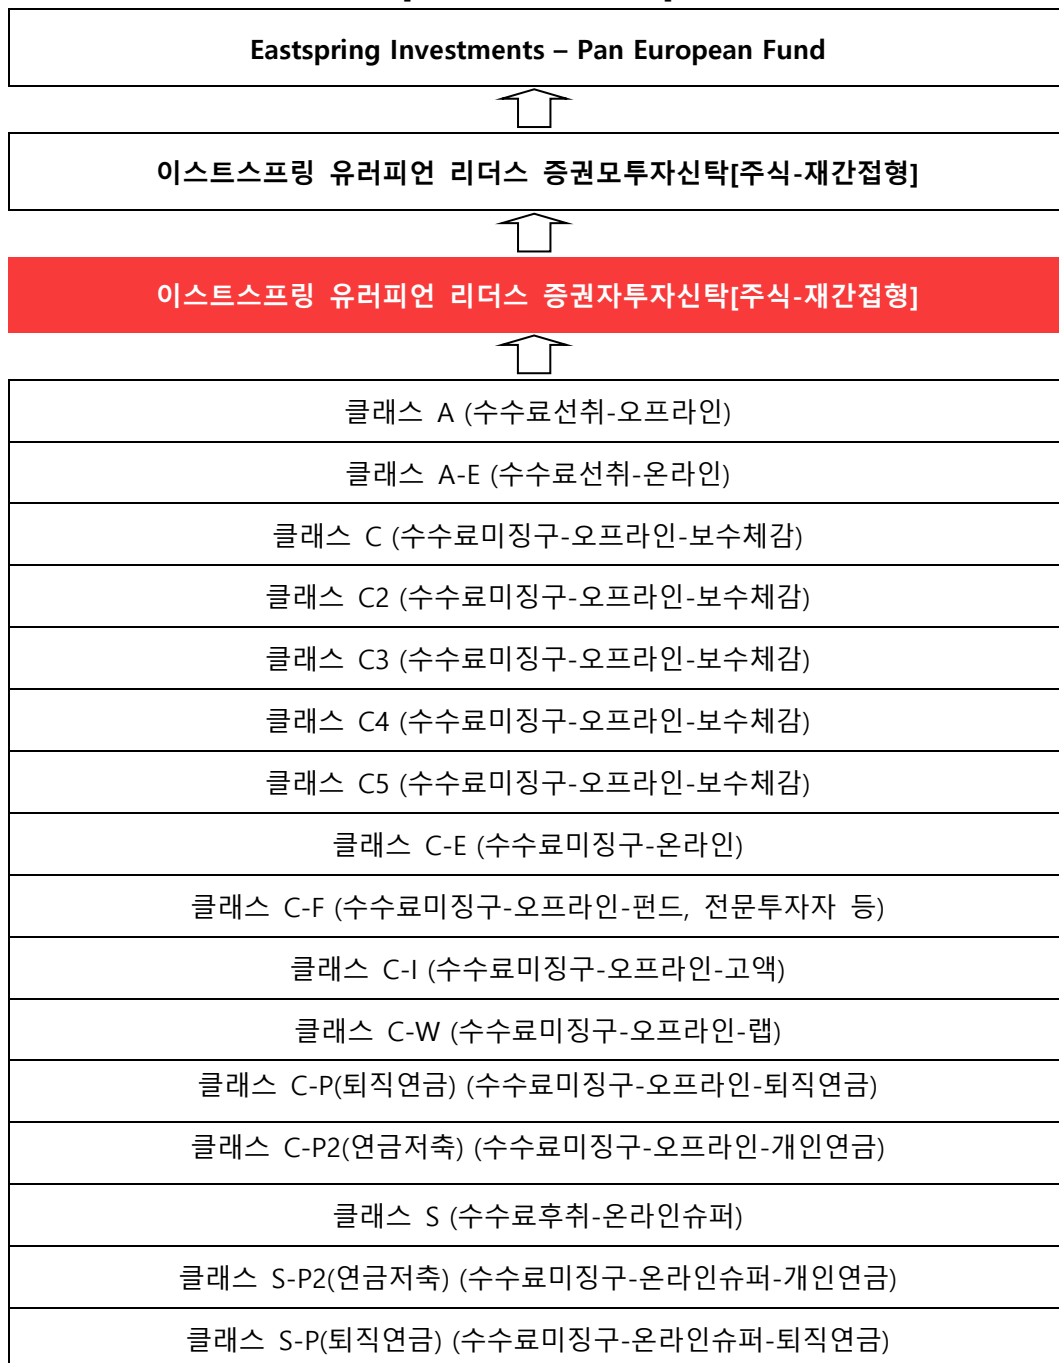 Eastspring Investments – Pan European Fund
이스트스프링 유러피언 리더스 증권모투자신탁[주식-재간접형]
이스트스프링 유러피언 리더스 증권자투자신탁[주식-재간접형]
클래스 A (수수료선취-오프라인)
클래스 A-E (수수료선취-온라인)
클래스 C (수수료미징구-오프라인-보수체감)
클래스 C2 (수수료미징구-오프라인-보수체감)
클래스 C3 (수수료미징구-오프라인-보수체감)
클래스 C4 (수수료미징구-오프라인-보수체감)
클래스 C5 (수수료미징구-오프라인-보수체감)
클래스 C-E (수수료미징구-온라인)
클래스 C-F (수수료미징구-오프라인-펀드, 전문투자자 등)
클래스 C-I (수수료미징구-오프라인-고액)
클래스 C-W (수수료미징구-오프라인-랩)
클래스 C-P(퇴직연금) (수수료미징구-오프라인-퇴직연금)
클래스 C-P2(연금저축) (수수료미징구-오프라인-개인연금)
클래스 S (수수료후취-온라인슈퍼)
클래스 S-P2(연금저축) (수수료미징구-온라인슈퍼-개인연금)
클래스 S-P(퇴직연금) (수수료미징구-온라인슈퍼-퇴직연금)